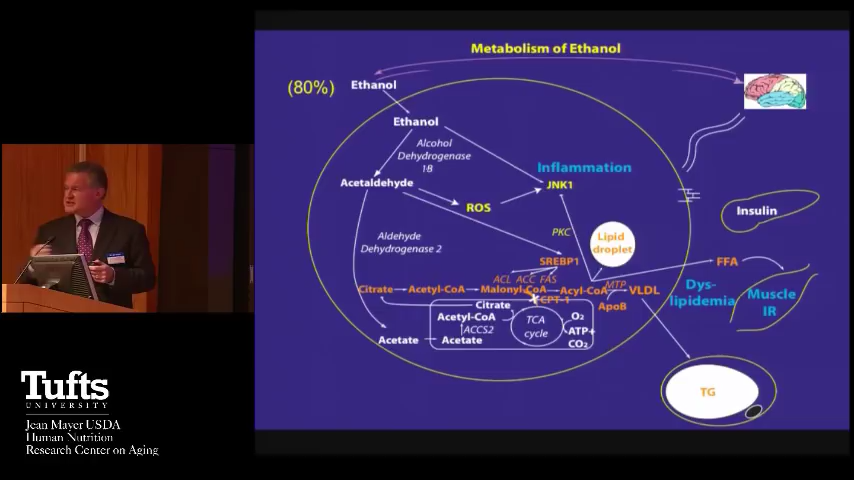 Metabolism of Ethanol
(80%)
Ethanol
Ethanol
Alcohol
Dehydrogenase
1B
Inflammation
JNK1
Acetaldehyde
ROS
Insulin
PKC
Lipid
droplet
Aldehyde
Dehydrogenase 2
SREBP1
FFA
ACL ACC FAS
MTP
Citrate
Acetyl-CoA
Malonyl-CoA
Acyl-CoA
VLDL
Dys-
lipidemia
Muscle
IR
CPT-1
ApoB
Citrate
Acetyl-CoA
ACCS2
TCA
cycle
O2
ATP+
CO2
Acetate
Acetate
TG
Tufts
UNIVERSITY
Jean Mayer USDA
Human Nutrition
Research Center on Aging